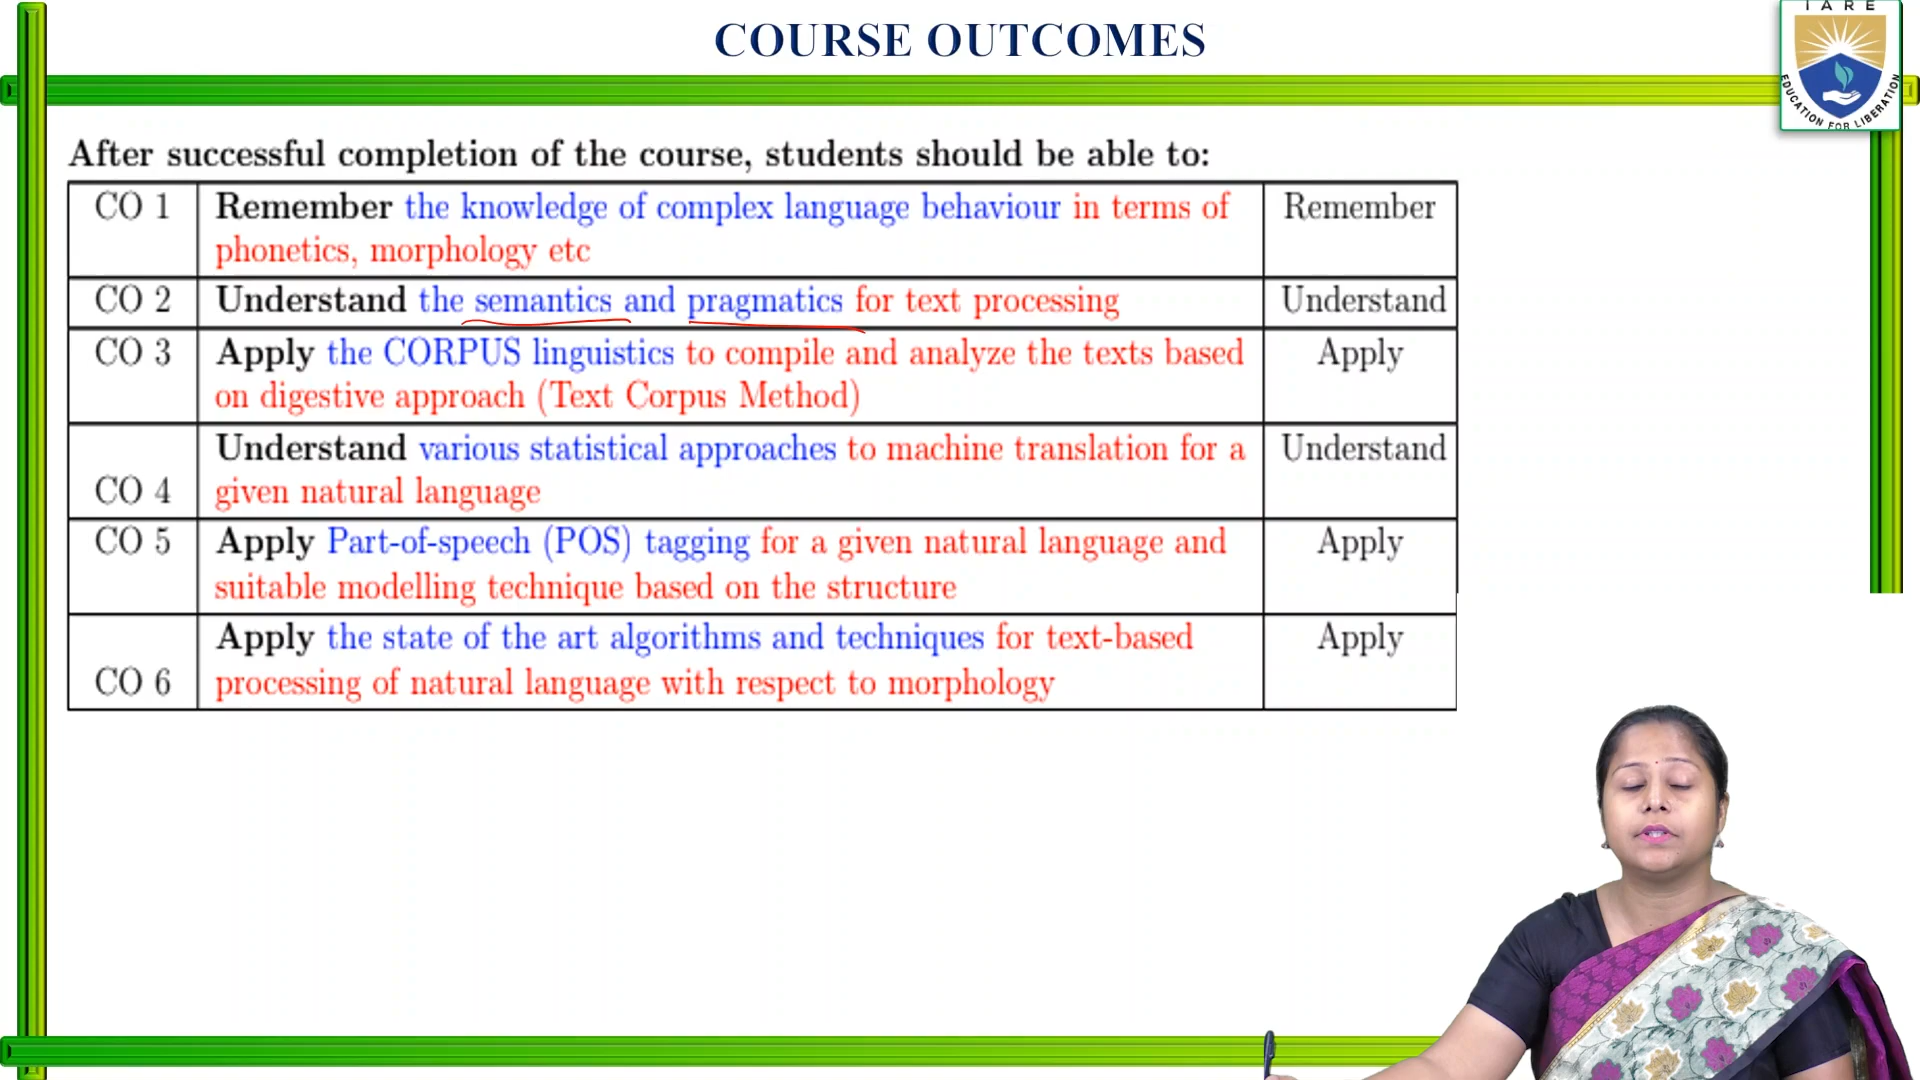 COURSE OUTCOMES
IARE
EDUCATION FOR LIBERATION
After successful completion of the course, students should be able to:
CO 1 Remember the knowledge of complex language behaviour in terms of Remember
phonetics, morphology etc
CO 2 Understand the semantics and pragmatics for text processing Understand
CO 3 Apply the CORPUS linguistics to compile and analyze the texts based Apply
on digestive approach (Text Corpus Method)
Understand various statistical approaches to machine translation for a Understand
CO 4 given natural language
CO 5 Apply Part-of-speech (POS) tagging for a given natural language and Apply
suitable modelling technique based on the structure
Apply the state of the art algorithms and techniques for text-based Apply
CO 6 processing of natural language with respect to morphology